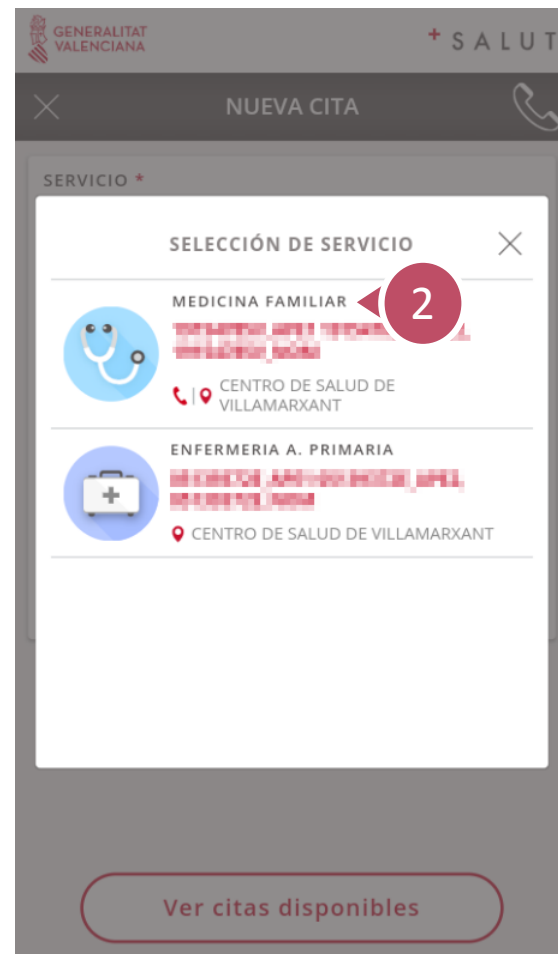 GENERALITAT
VALENCIANA
+ SALUT
NUEVA CITA
SERVICIO *
SELECCIÓN DE SERVICIO
MEDICINA FAMILIAR
2
CENTRO DE SALUD DE
VILLAMARXANT
ENFERMERIA A. PRIMARIA
CENTRO DE SALUD DE VILLAMARXANT
Ver citas disponibles